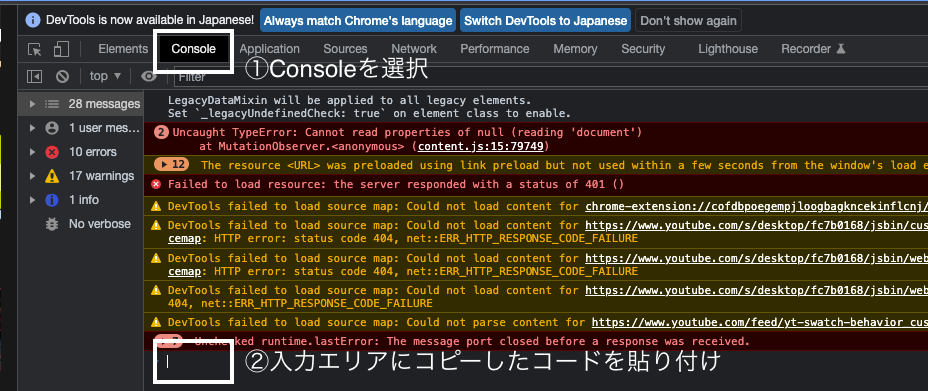 DevTools is now available in Japanese! Always match Chrome's language Switch DevTools to Japanese Don't show again
Elements Console Application Sources Network Performance Memory Security Lighthouse Recorder
①Consoleを選択
top Filter
28 messages
1 user mes...
10 errors
17 warnings
1 info
No verbose
LegacyDataMixin will be applied to all legacy elements.
Set `_legacyUndefinedCheck: true` on element class to enable.
2 Uncaught TypeError: Cannot read properties of null (reading 'document')
at MutationObserver.<anonymous> (content.js:15:79749)
12 The resource <URL> was preloaded using link preload but not used within a few seconds from the window's load e
Failed to load resource: the server responded with a status of 401 ()
DevTools failed to load source map: Could not load content for chrome-extension://cofdbpoegempjloogbagkncekinflcnj/
DevTools failed to load source map: Could not load content for https://www.youtube.com/s/desktop/fc7b0168/jsbin/cus
cemap: HTTP error: status code 404, net::ERR_HTTP_RESPONSE_CODE_FAILURE
DevTools failed to load source map: Could not load content for https://www.youtube.com/s/desktop/fc7b0168/jsbin/web
cemap: HTTP error: status code 404, net::ERR_HTTP_RESPONSE_CODE_FAILURE
DevTools failed to load source map: Could not load content for https://www.youtube.com/s/desktop/fc7b0168/jsbin/web
404, net::ERR_HTTP_RESPONSE_CODE_FAILURE
DevTools failed to load source map: Could not parse content for https://www.youtube.com/feed/yt-swatch-behavior_cus
Unchecked runtime.lastError: The message port closed before a response was received.
②入力エリアにコピーしたコードを貼り付け